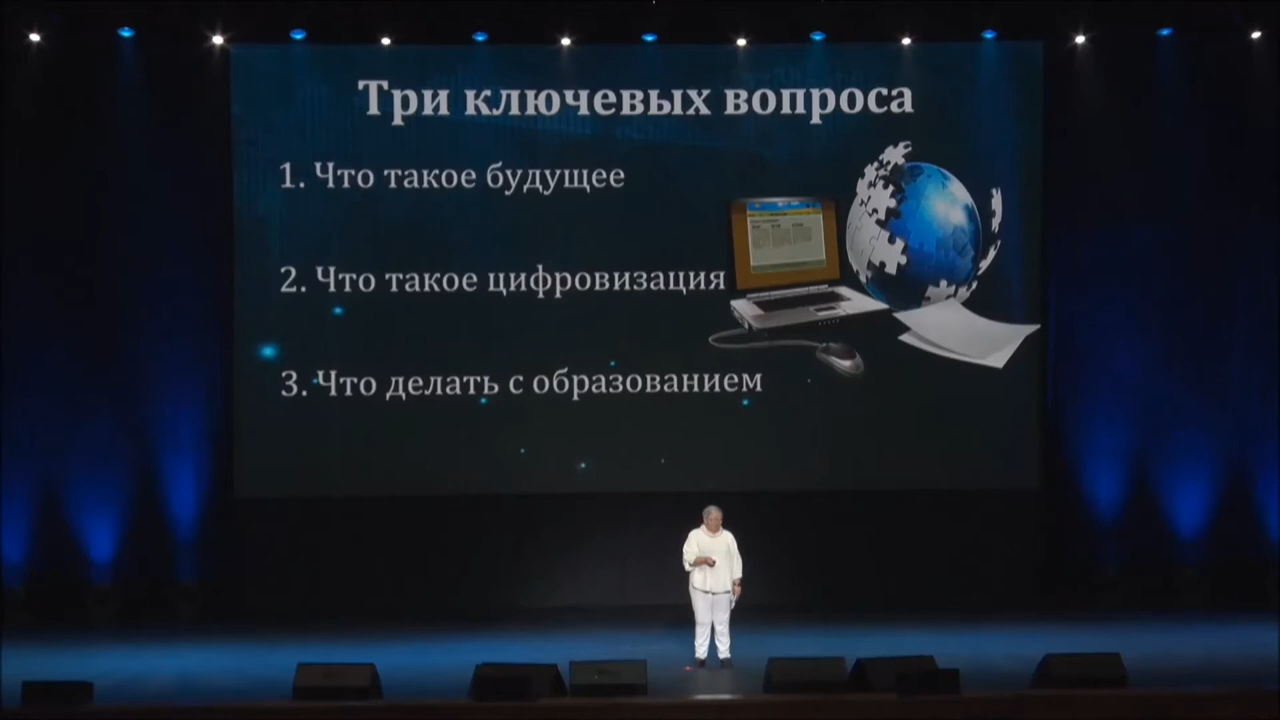 Три ключевых вопроса
1. Что такое будущее
2. Что такое цифровизация
3. Что делать с образованием